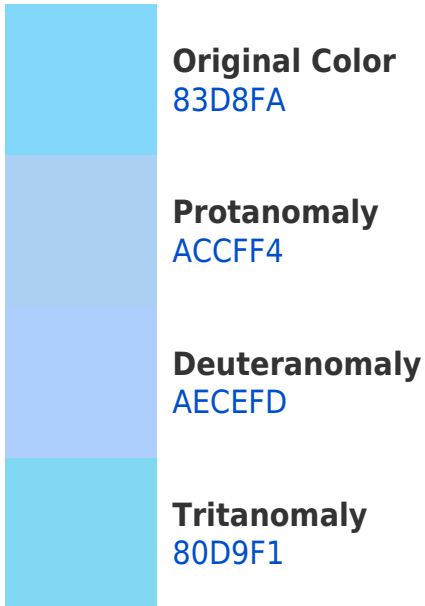 Original Color
83D8FA
Protanomaly
ACCFF4
Deuteranomaly
AECEFD
Tritanomaly
80D9F1